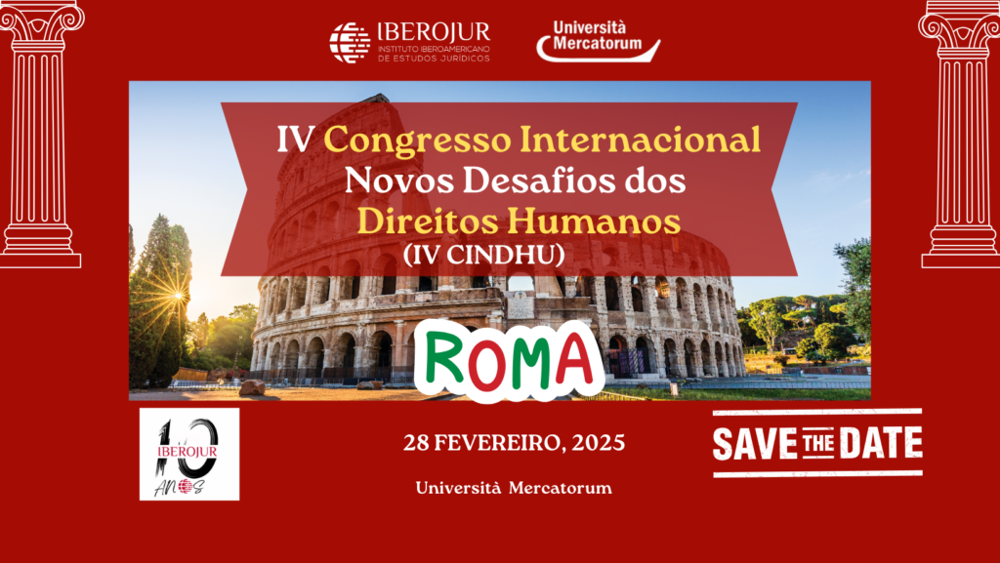 IBEROJUR
INSTITUTO IBEROAMERICANO
DE ESTUDOS JURÍDICOS
Università
Mercatorum
IV Congresso Internacional
Novos Desafios dos
Direitos Humanos
(IV CINDHU)
ROMA
10
IBEROJUR
ANOS
28 FEVEREIRO, 2025
Università Mercatorum
SAVE THE DATE